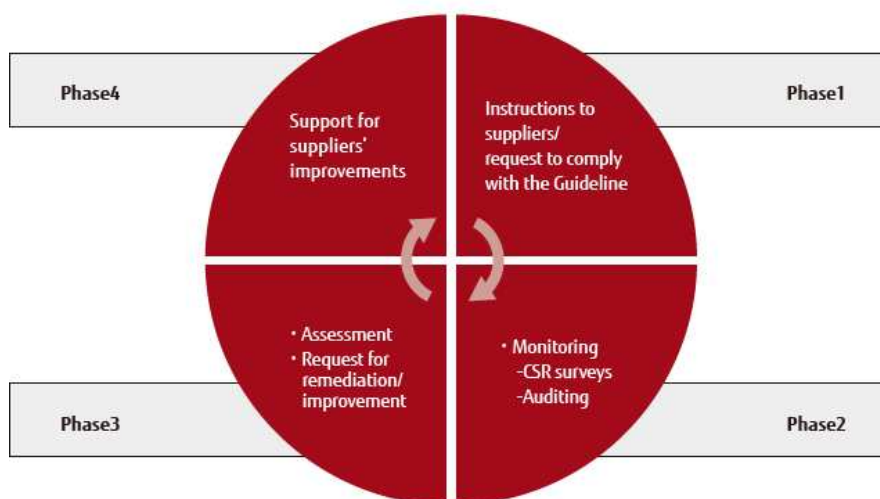 Phase4
Support for
suppliers'
improvements
Phase1
Instructions to
suppliers/
request to comply
with the Guideline
Phase3
・Assessment
・Request for
remediation/
improvement
Phase2
・Monitoring
-CSR surveys
-Auditing